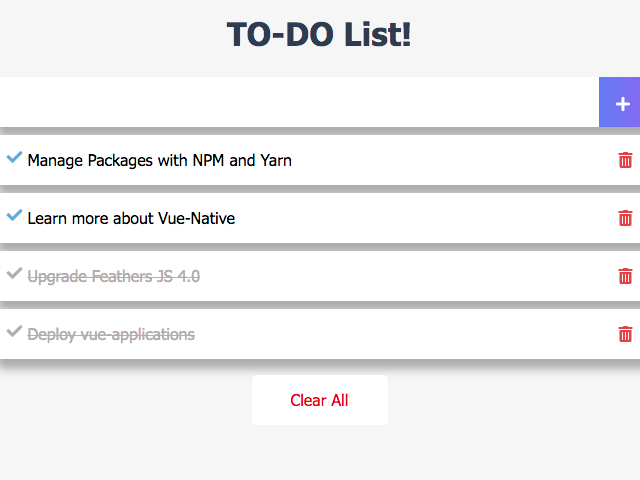 TO-DO List!
Manage Packages with NPM and Yarn
Learn more about Vue-Native
Upgrade Feathers JS 4.0
Deploy vue-applications
Clear All